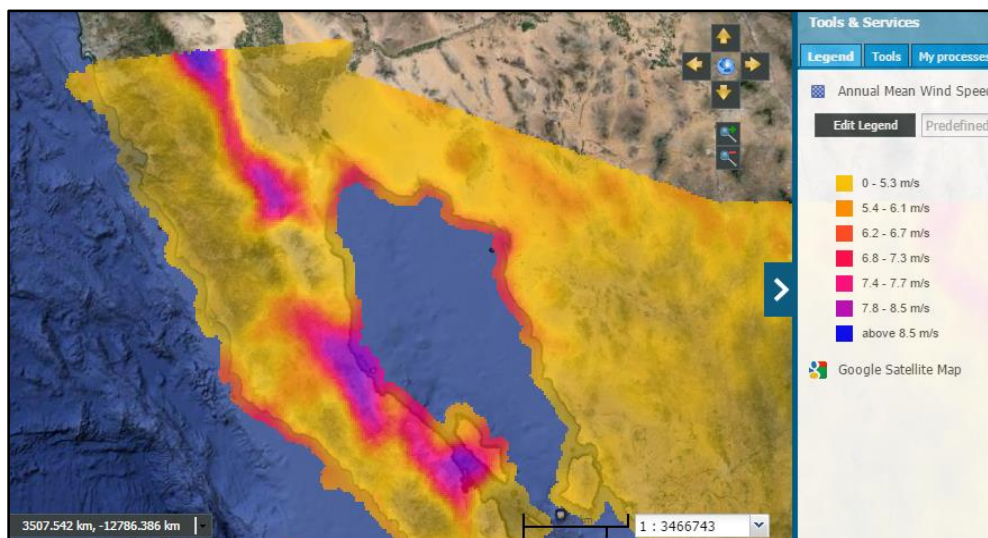 Tools & Services
Legend
Tools
My processes
Annual Mean Wind Speed
Edit Legend
Predefined
0 - 5.3 m/s
5.4 - 6.1 m/s
6.2 - 6.7 m/s
6.8 - 7.3 m/s
7.4 - 7.7 m/s
7.8 - 8.5 m/s
above 8.5 m/s
Google Satellite Map
3507.542 km, -12786.386 km
1 : 3466743